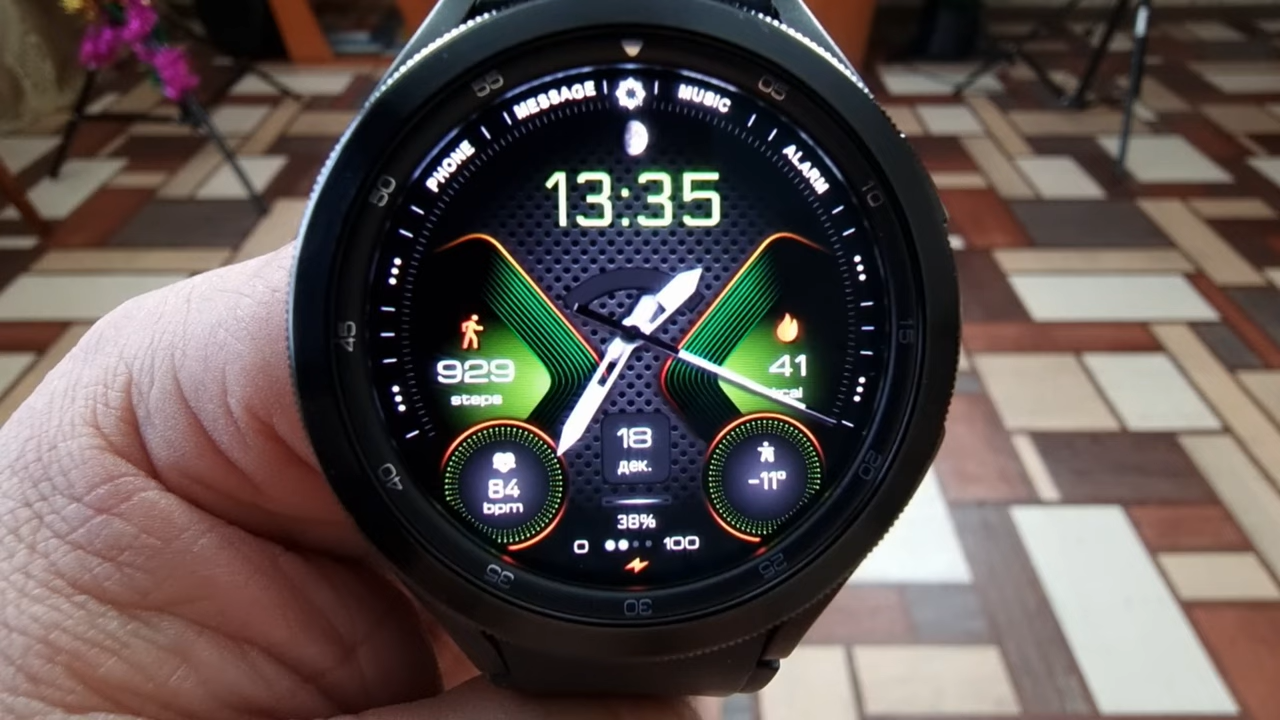 MESSAGE
MUSIC
PHONE
ALARM
13:35
929
steps
41
kcal
18
дек.
84
bpm
-11°
38%
0
100
05
10
15
20
25
30
35
40
45
50
55